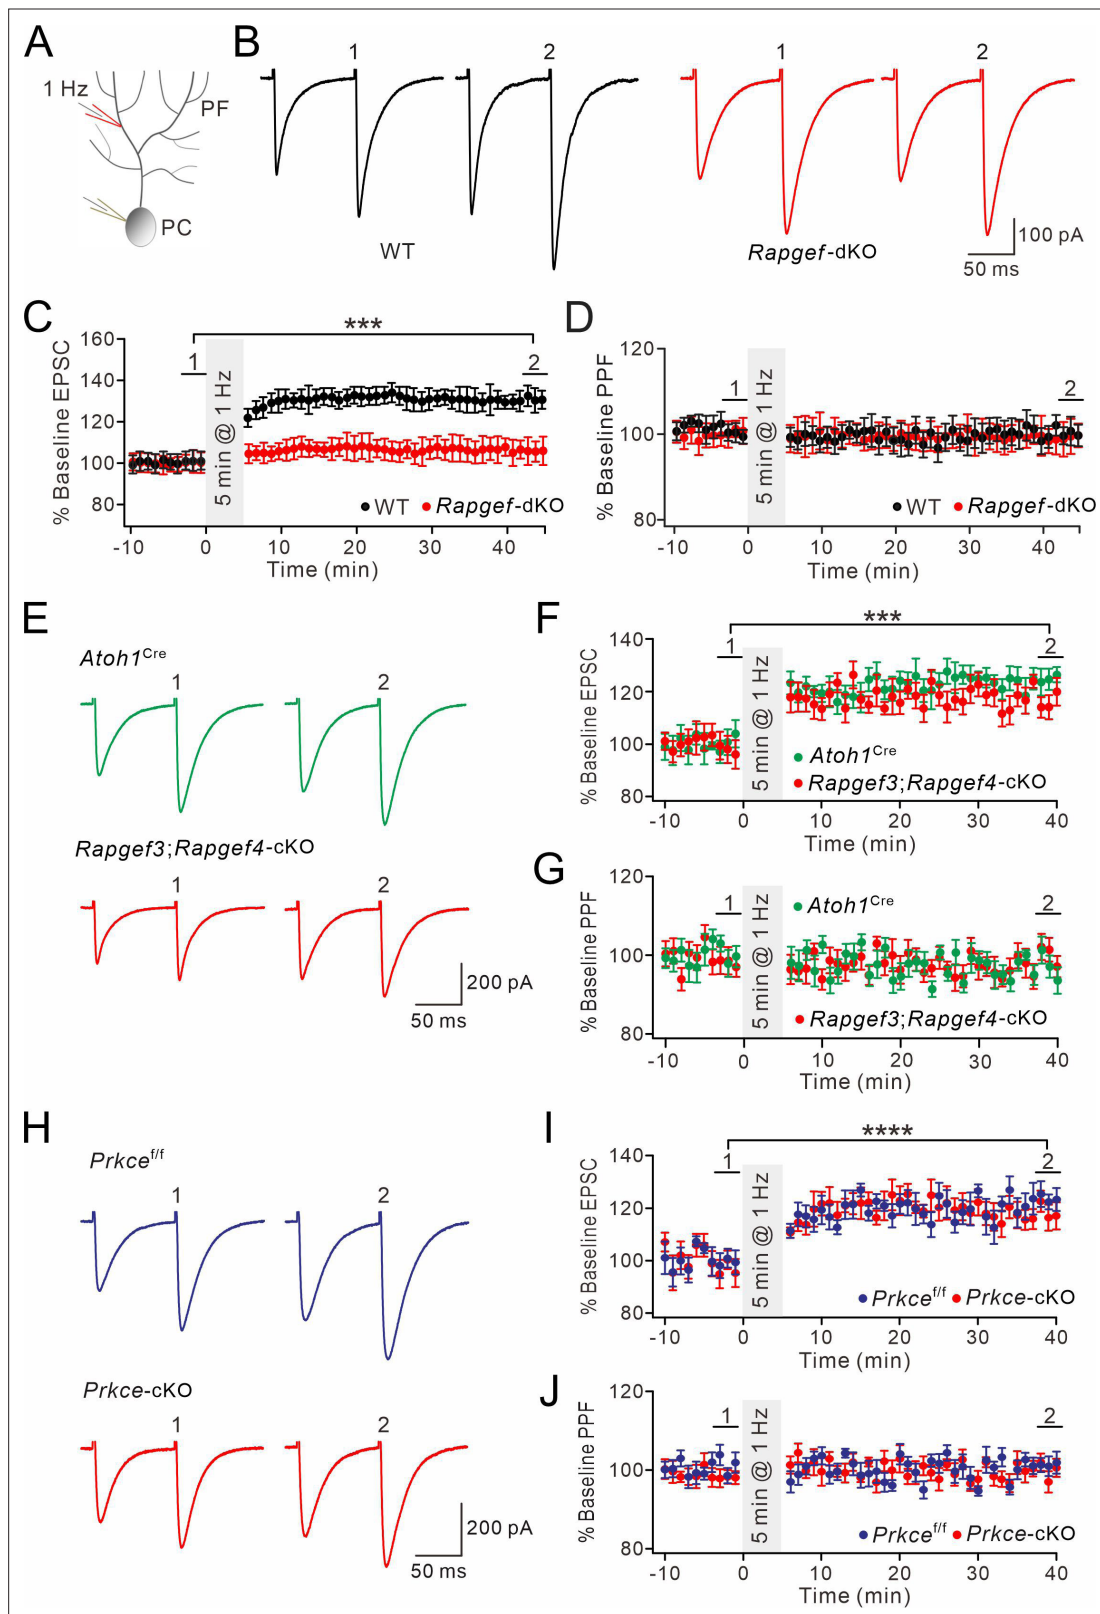 A
1 Hz
PF
PC
B
1
2
1
2
WT
Rapgef-dKO
100 pA
50 ms
C
% Baseline EPSC
160
140
120
100
80
***
1
2
5 min @ 1 Hz
WT
Rapgef-dKO
-10
0
10
20
30
40
Time (min)
D
% Baseline PPF
120
100
80
1
2
5 min @ 1 Hz
WT
Rapgef-dKO
-10
0
10
20
30
40
Time (min)
E
Atoh1Cre
1
2
Rapgef3;Rapgef4-cKO
1
2
200 pA
50 ms
F
% Baseline EPSC
140
120
100
80
***
1
2
5 min @ 1 Hz
Atoh1Cre
Rapgef3;Rapgef4-cKO
-10
0
10
20
30
40
Time (min)
G
% Baseline PPF
120
100
80
1
2
5 min @ 1 Hz
Atoh1Cre
Rapgef3;Rapgef4-cKO
-10
0
10
20
30
40
Time (min)
H
Prkcef/f
1
2
Prkce-cKO
1
2
200 pA
50 ms
I
% Baseline EPSC
140
120
100
80
****
1
2
5 min @ 1 Hz
Prkcef/f
Prkce-cKO
-10
0
10
20
30
40
Time (min)
J
% Baseline PPF
120
100
80
1
2
5 min @ 1 Hz
Prkcef/f
Prkce-cKO
-10
0
10
20
30
40
Time (min)